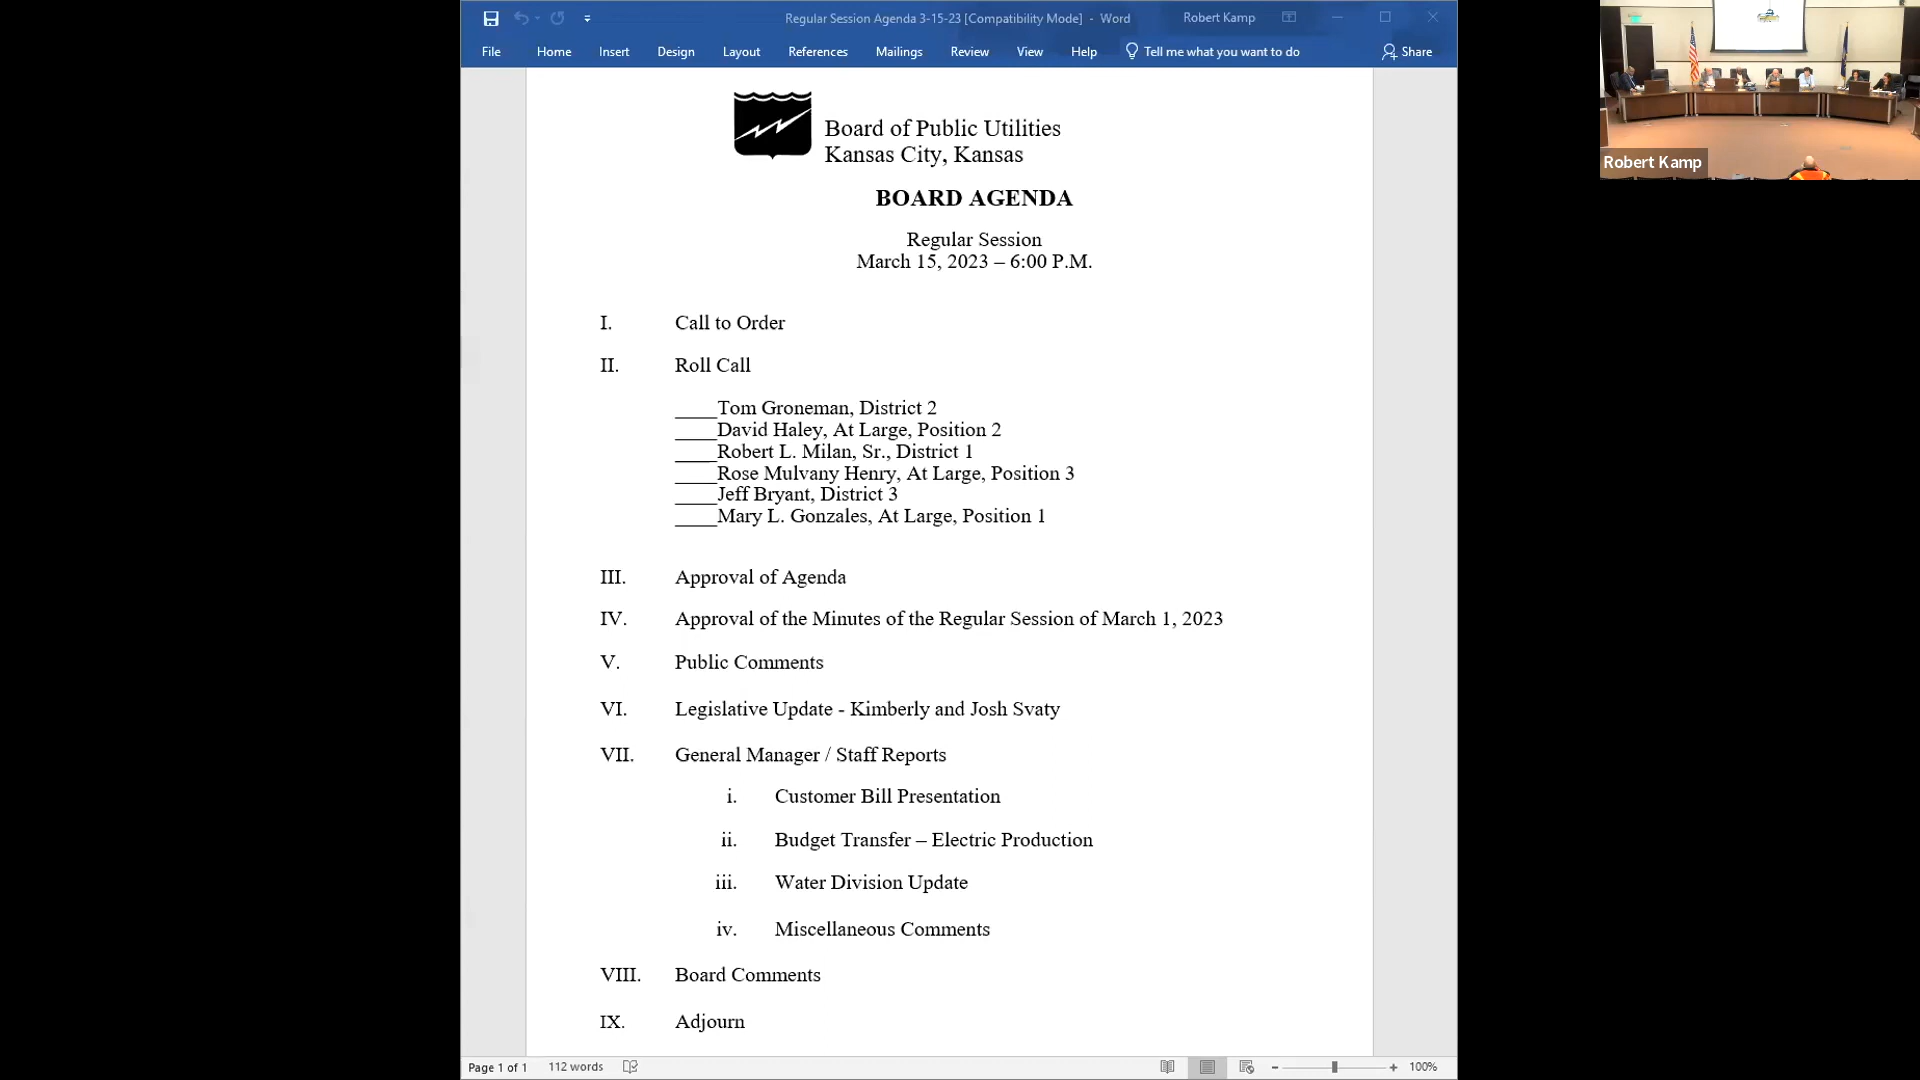 Regular Session Agenda 3-15-23 [Compatibility Mode] - Word
Robert Kamp
File Home Insert Design Layout References Mailings Review View Help Tell me what you want to do Share
Board of Public Utilities
Kansas City, Kansas
BOARD AGENDA
Regular Session
March 15, 2023 – 6:00 P.M.
I. Call to Order
II. Roll Call
____Tom Groneman, District 2
____David Haley, At Large, Position 2
____Robert L. Milan, Sr., District 1
____Rose Mulvany Henry, At Large, Position 3
____Jeff Bryant, District 3
____Mary L. Gonzales, At Large, Position 1
III. Approval of Agenda
IV. Approval of the Minutes of the Regular Session of March 1, 2023
V. Public Comments
VI. Legislative Update - Kimberly and Josh Svaty
VII. General Manager / Staff Reports
i. Customer Bill Presentation
ii. Budget Transfer – Electric Production
iii. Water Division Update
iv. Miscellaneous Comments
VIII. Board Comments
IX. Adjourn
Page 1 of 1 112 words 100%
Robert Kamp